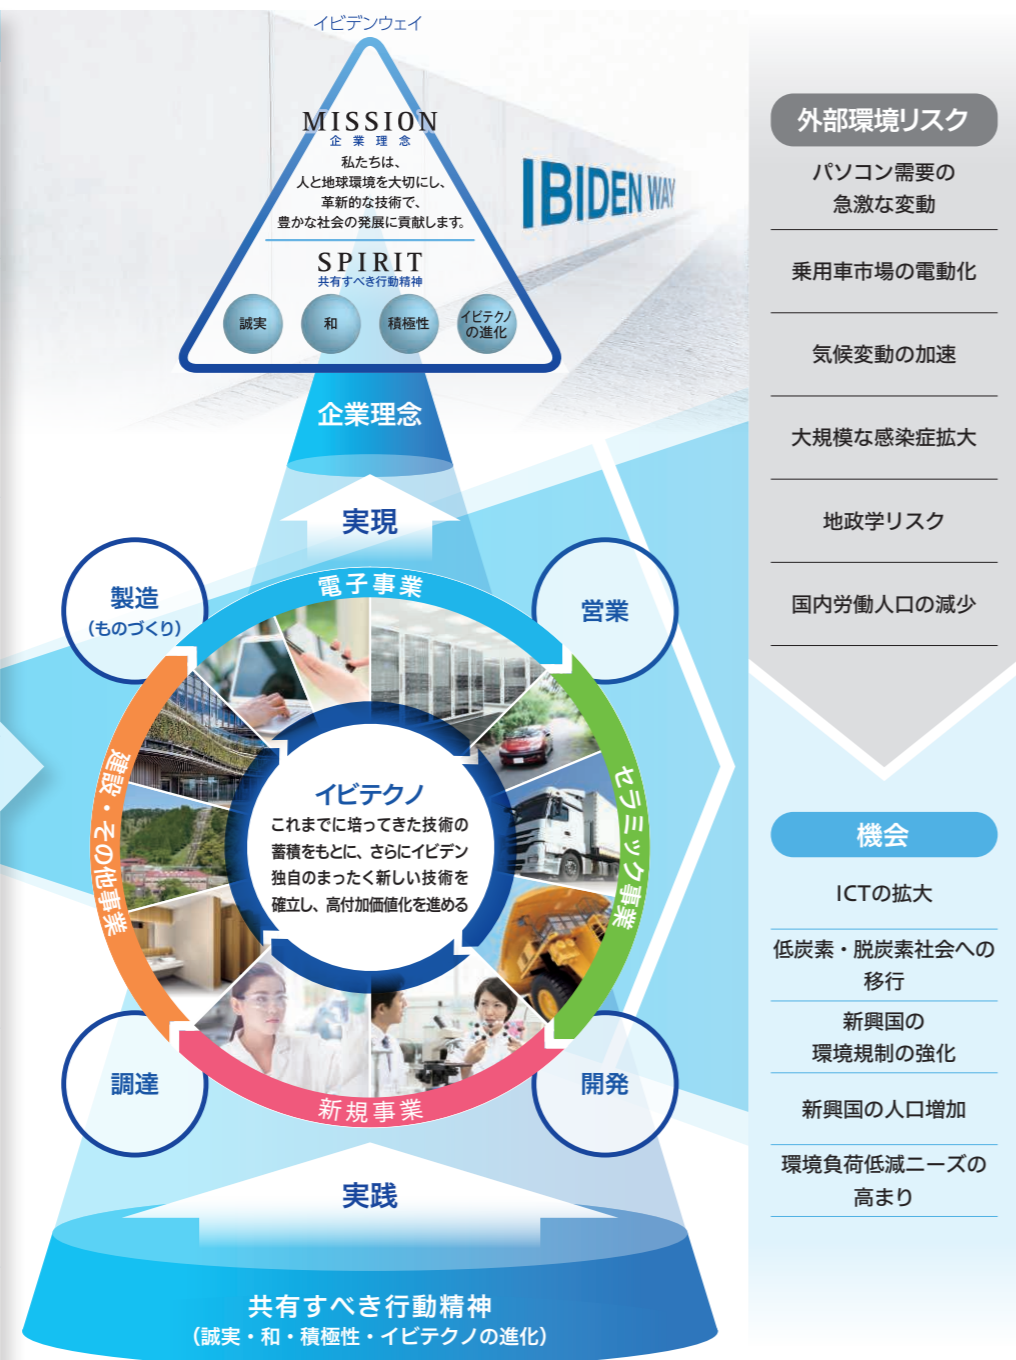 イビデンウェイ
MISSION
企業理念
私たちは、
人と地球環境を大切にし、
革新的な技術で、
豊かな社会の発展に貢献します。
SPIRIT
共有すべき行動精神
誠実
和
積極性
イビテクノ
の進化
IBIDEN WAY
企業理念
実現
製造
(ものづくり)
営業
電子事業
セラミック事業
建設・その他事業
新規事業
イビテクノ
これまでに培ってきた技術の
蓄積をもとに、さらにイビデン
独自のまったく新しい技術を
確立し、高付加価値化を進める
調達
開発
実践
共有すべき行動精神
(誠実・和・積極性・イビテクノの進化)
外部環境リスク
パソコン需要の
急激な変動
乗用車市場の電動化
気候変動の加速
大規模な感染症拡大
地政学リスク
国内労働人口の減少
機会
ICTの拡大
低炭素・脱炭素社会への
移行
新興国の
環境規制の強化
新興国の人口増加
環境負荷低減ニーズの
高まり